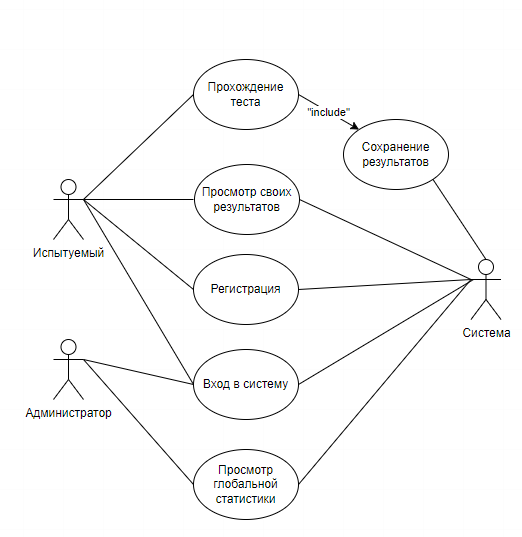 Прохождение
теста
"include"
Сохранение
результатов
Просмотр своих
результатов
Испытуемый
Регистрация
Система
Вход в систему
Администратор
Просмотр
глобальной
статистики